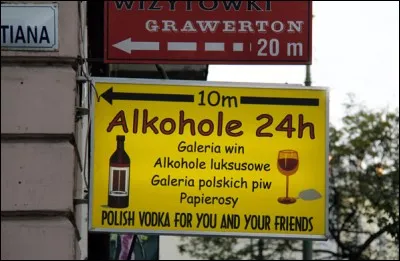 WIZYTÓWKI
GRAWERTON
20 m
TIANA
10m
Alkohole 24h
Galeria win
Alkohole luksusowe
Galeria polskich piw
Papierosy
POLISH VODKA FOR YOU AND YOUR FRIENDS